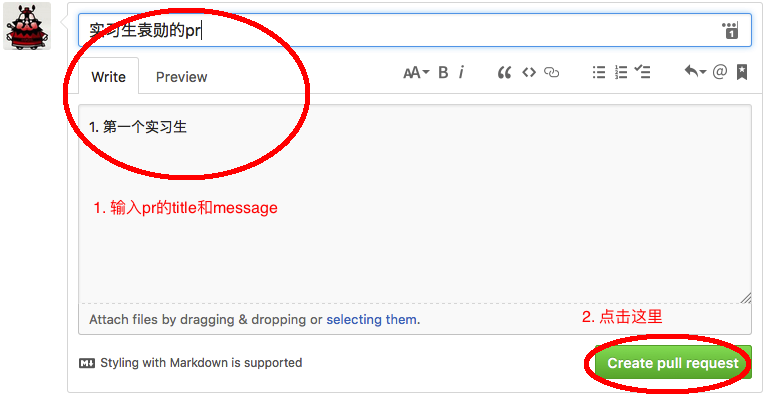 实习生袁勋的pr
1
Write Preview AA B i
1. 第一个实习生
1. 输入pr的title和message
Attach files by dragging & dropping or selecting them.
2. 点击这里
M↓ Styling with Markdown is supported
Create pull request